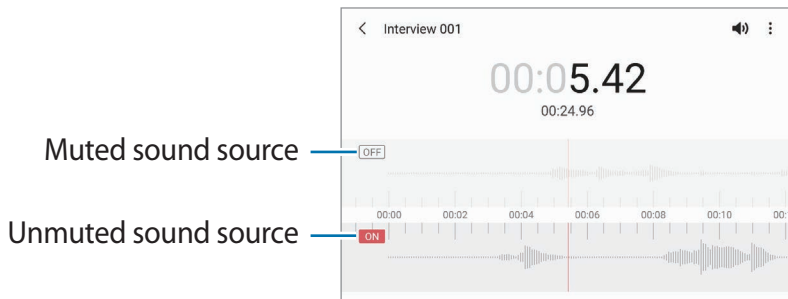 Interview 001
00:05.42
00:24.96
Muted sound source
OFF
00:00 00:02 00:04 00:06 00:08 00:10 00:
Unmuted sound source
ON